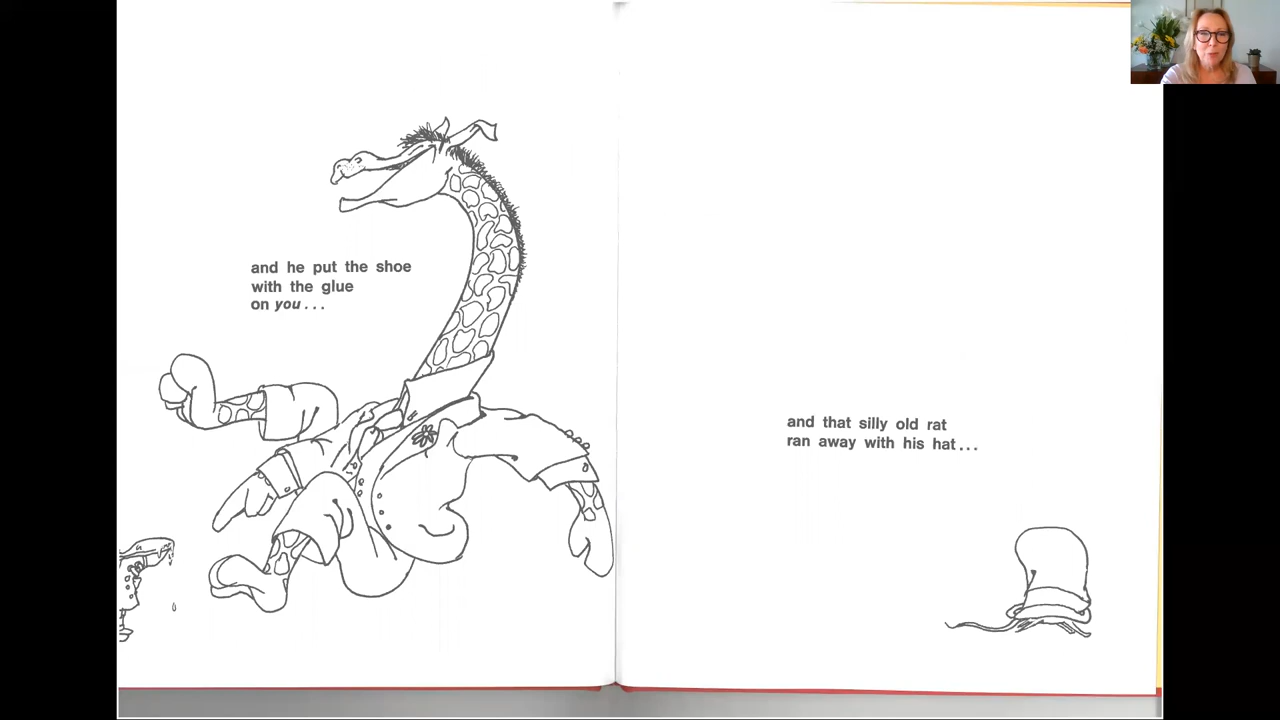 and he put the shoe
with the glue
on you...
and that silly old rat
ran away with his hat...